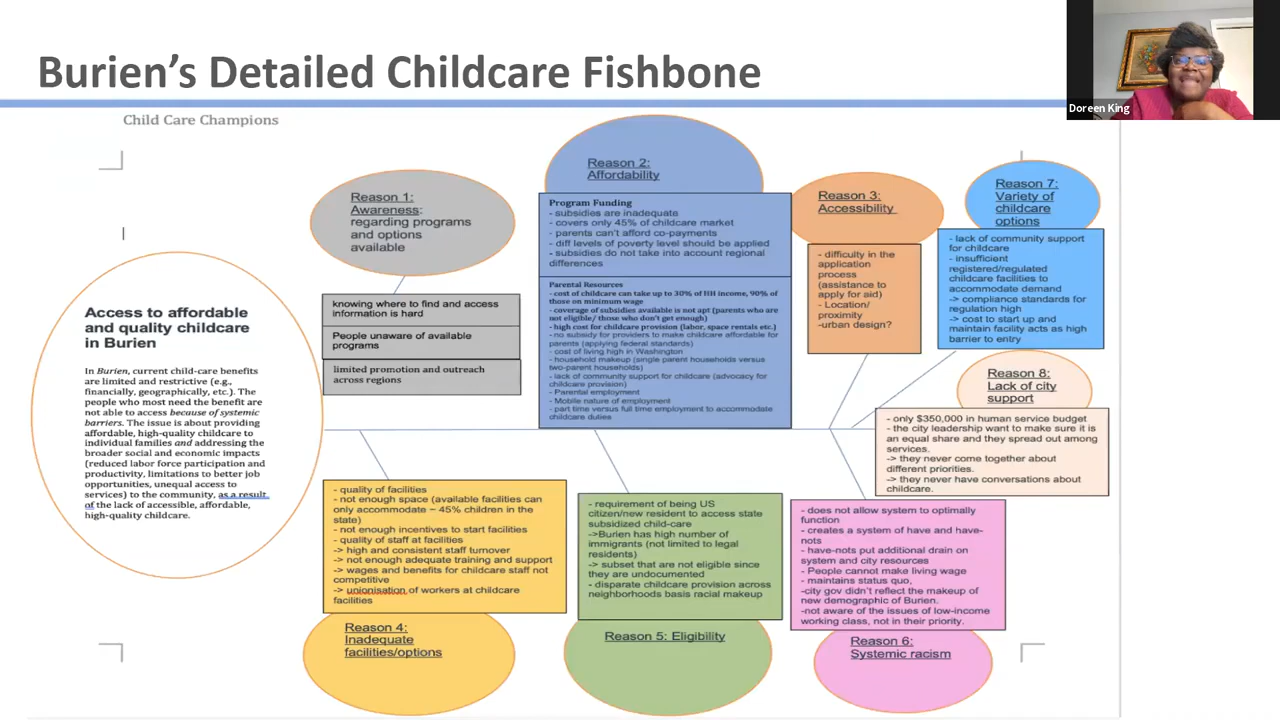 Burien's Detailed Childcare Fishbone
Doreen King
Child Care Champions
Access to affordable
and quality childcare
in Burien
In Burien, current child-care benefits
are limited and restrictive (e.g.,
financially, geographically, etc.). The
people who most need the benefit are
not able to access because of systemic
barriers. The issue is about providing
affordable, high-quality childcare to
individual families and addressing the
broader social and economic impacts
(reduced labor force participation and
productivity, limitations to better job
opportunities, unequal access to
services) to the community, as a result
of the lack of accessible, affordable,
high-quality childcare.
Reason 1:
Awareness:
regarding programs
and options
available
knowing where to find and access
information is hard
People unaware of available
programs
limited promotion and outreach
across regions
Reason 2:
Affordability
Program Funding
- subsidies are inadequate
- covers only 45% of childcare market
- parents can't afford co-payments
- diff levels of poverty level should be applied
- subsidies do not take into account regional
differences
Parental Resources
- cost of childcare can take up to 30% of HH income, 90% of
those on minimum wage
- coverage of subsidies available is not apt (parents who are
not eligible/ those who don't get enough)
- high cost for childcare provision (labor, space rentals etc.)
- no subsidy for providers to make childcare affordable for
parents (applying federal standards)
- cost of living high in Washington
- household makeup (single parent households versus
two-parent households)
- lack of community support for childcare (advocacy for
childcare provision)
- Parental employment
- Mobile nature of employment
- part time versus full time employment to accommodate
childcare duties
Reason 3:
Accessibility
- difficulty in the
application
process
(assistance to
apply for aid)
- Location/
proximity
-urban design?
Reason 7:
Variety of
childcare
options
- lack of community support
for childcare
- insufficient
registered/regulated
childcare facilities to
accommodate demand
-> compliance standards for
regulation high
-> cost to start up and
maintain facility acts as high
barrier to entry
Reason 8:
Lack of city
support
- only $350,000 in human service budget
- the city leadership want to make sure it is
an equal share and they spread out among
services.
-> they never come together about
different priorities.
-> they never have conversations about
childcare.
- quality of facilities
- not enough space (available facilities can
only accommodate ~ 45% children in the
state)
- not enough incentives to start facilities
- quality of staff at facilities
-> high and consistent staff turnover
-> not enough adequate training and support
-> wages and benefits for childcare staff not
competitive
-> unionisation of workers at childcare
facilities
Reason 4:
Inadequate
facilities/options
- requirement of being US
citizen/new resident to access state
subsidized child-care
->Burien has high number of
immigrants (not limited to legal
residents)
-> subset that are not eligible since
they are undocumented
- disparate childcare provision across
neighborhoods basis racial makeup
Reason 5: Eligibility
- does not allow system to optimally
function
- creates a system of have and have-
nots
- have-nots put additional drain on
system and city resources
- People cannot make living wage
- maintains status quo,
-city gov didn't reflect the makeup of
new demographic of Burien.
-not aware of the issues of low-income
working class, not in their priority.
Reason 6:
Systemic racism